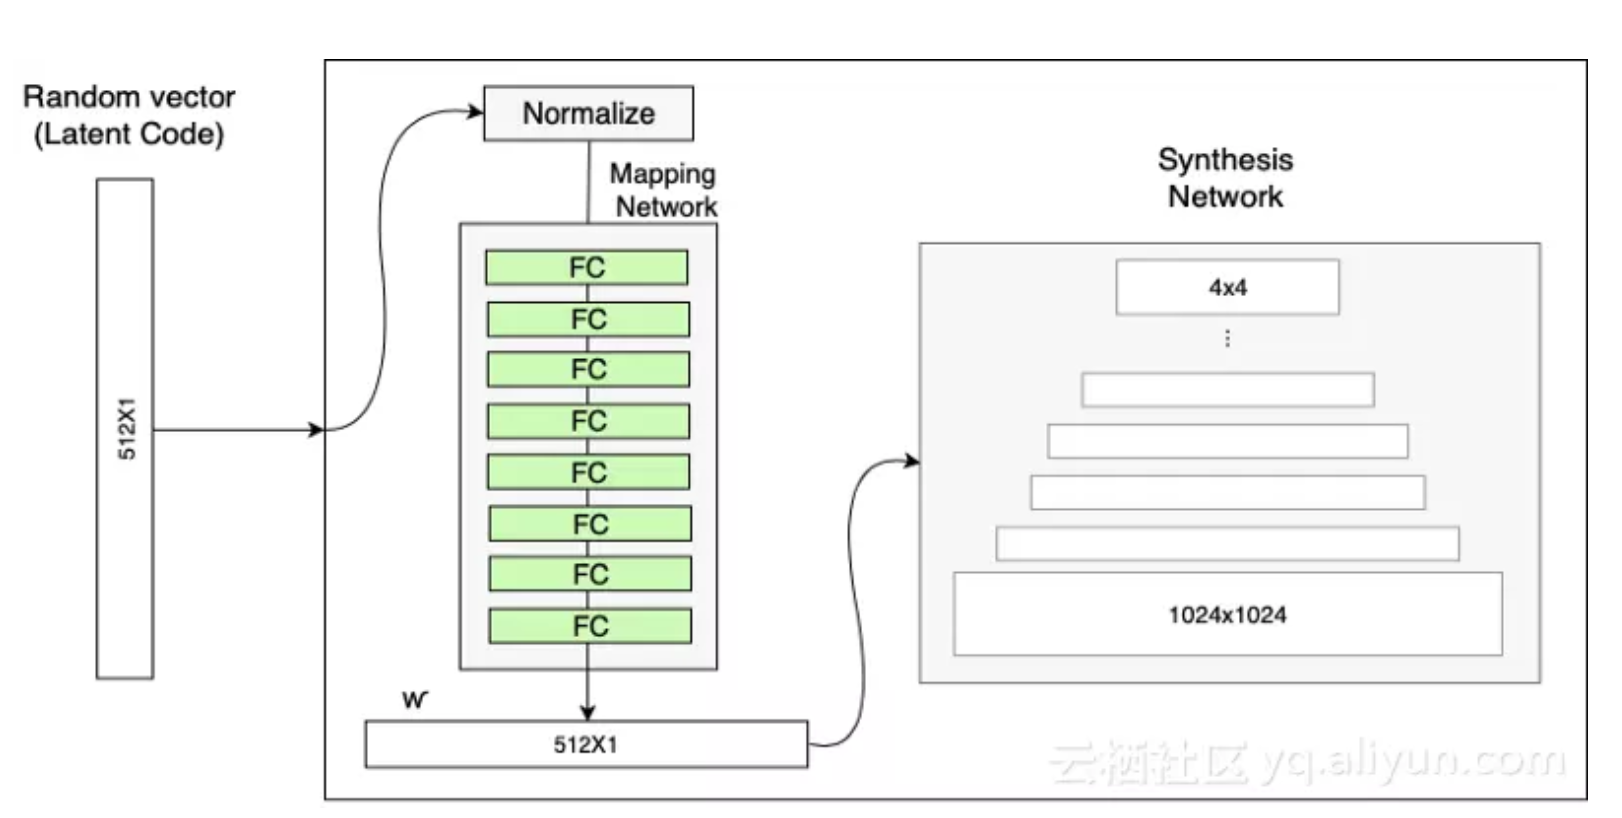 Random vector
(Latent Code)
512X1
Normalize
Mapping
Network
FC
FC
FC
FC
FC
FC
FC
FC
w
512X1
Synthesis
Network
4x4
⋮
1024x1024
云栖社区 yq.aliyun.com